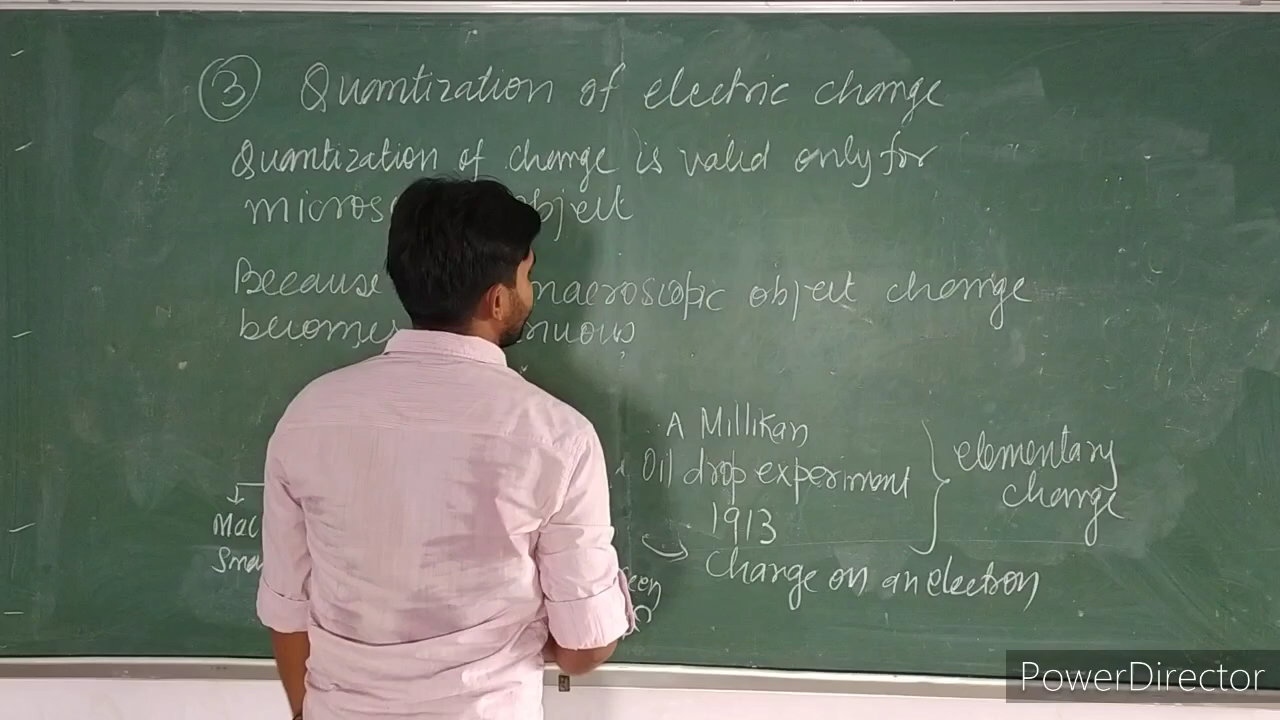 3 Quantization of electric charge
Quantization of charge is valid only for
object
Because macroscopic object charge
becomes
A Millikan
Oil drop experiment
1913
Charge on an electron
elementary
charge
PowerDirector